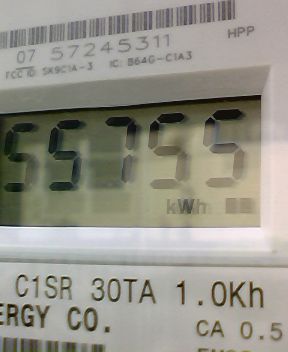 07 57245311
HPP
FCC ID: SK9C1A-3 IC: B64G-C1A3
55755
kWh
C1SR 30TA 1.0Kh
ERGY CO.
CA 0.5